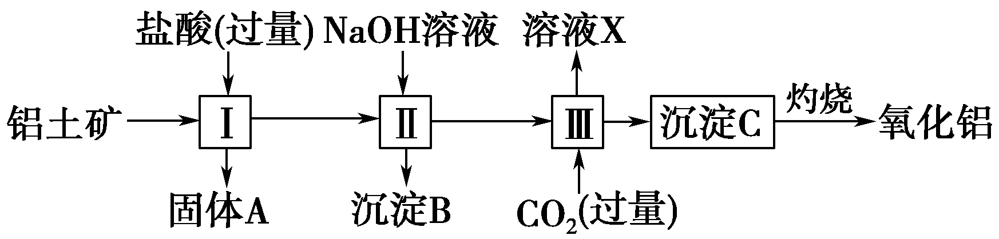 盐酸(过量) NaOH溶液 溶液X
铝土矿 Ⅰ Ⅱ Ⅲ 沉淀C 灼烧 氧化铝
固体A 沉淀B CO₂(过量)